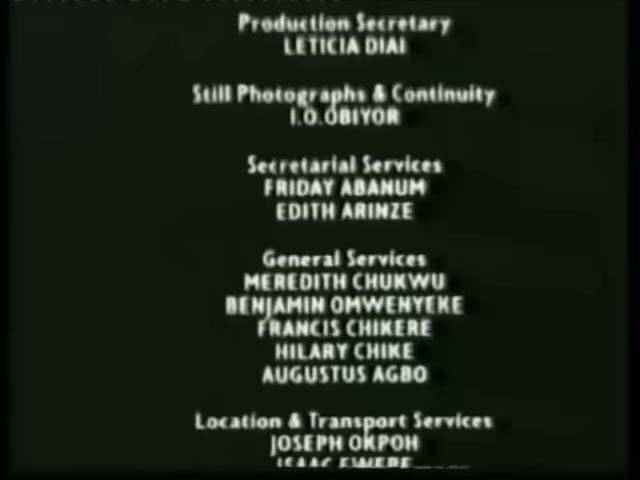 Production Secretary
LETICIA DIAI
Still Photographs & Continuity
I.O.OBIYOR
Secretarial Services
FRIDAY ABANUM
EDITH ARINZE
General Services
MEREDITH CHUKWU
BENJAMIN OMWENYEKE
FRANCIS CHIKERE
HILARY CHIKE
AUGUSTUS AGBO
Location & Transport Services
JOSEPH OKPOH
ISAAC